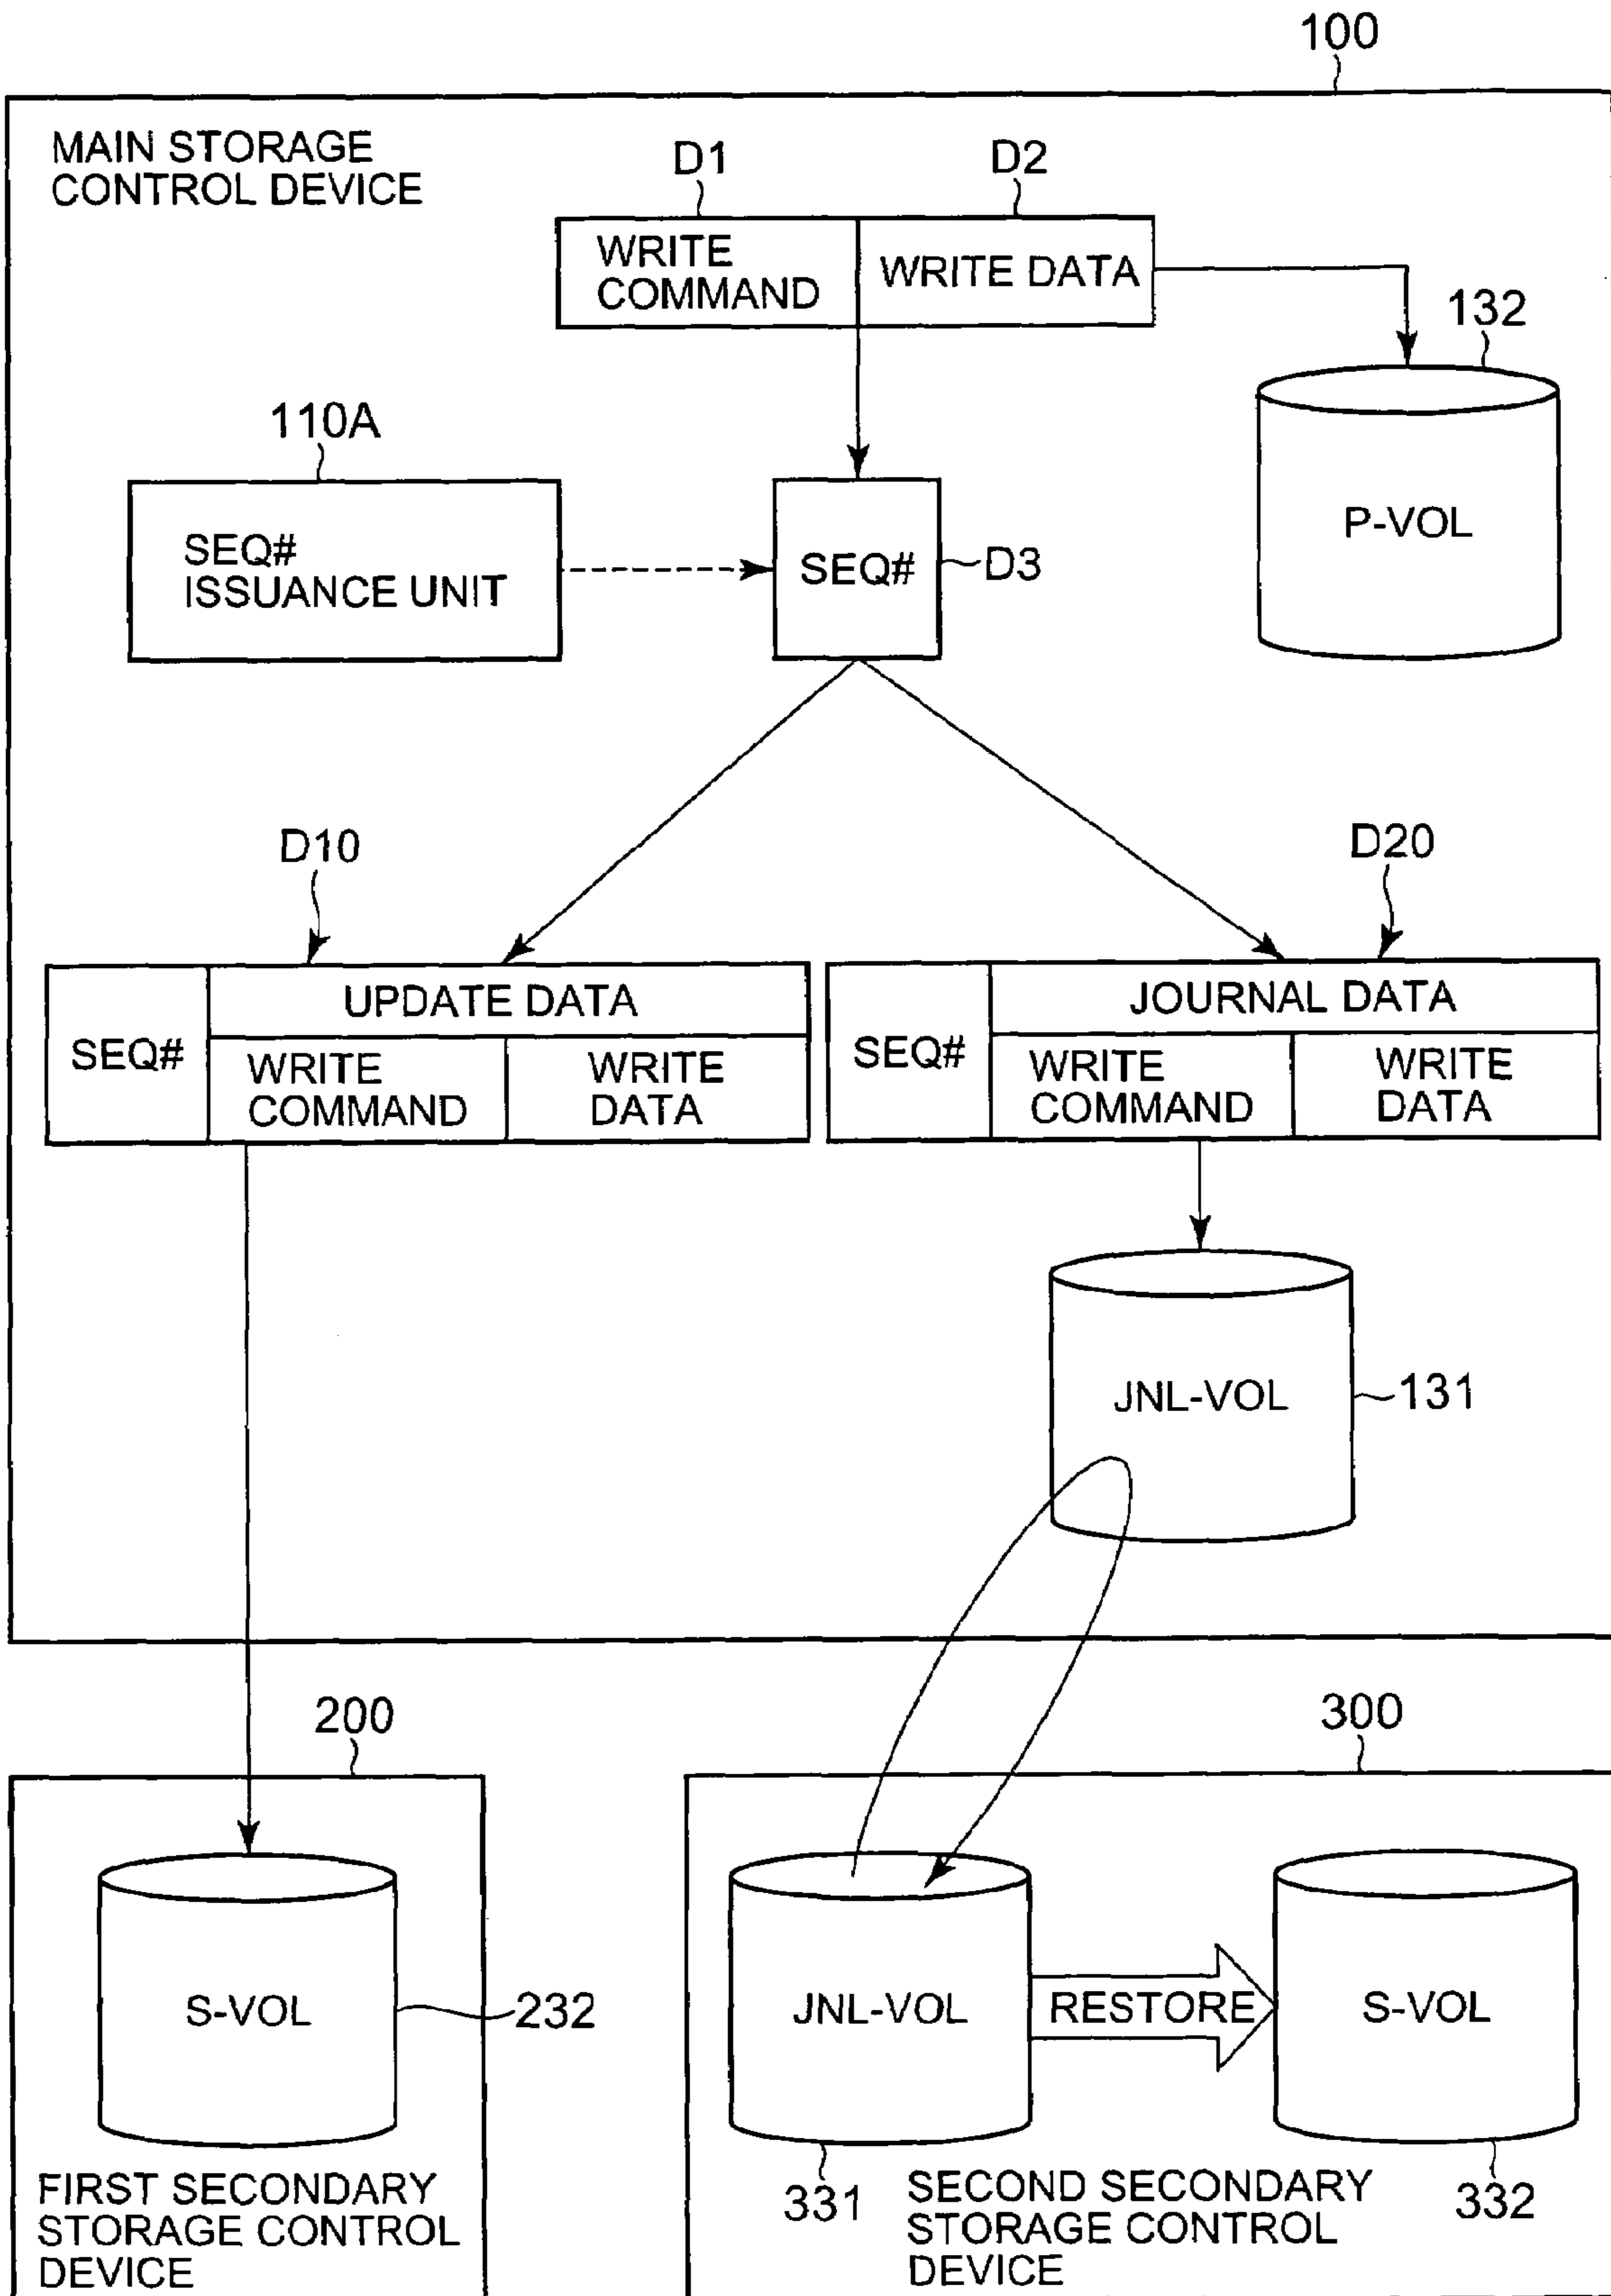 100
MAIN STORAGE
CONTROL DEVICE
D1
D2
WRITE
COMMAND
WRITE DATA
132
P-VOL
110A
SEQ#
ISSUANCE UNIT
SEQ#
D3
D10
D20
SEQ#
UPDATE DATA
WRITE
COMMAND
WRITE
DATA
SEQ#
JOURNAL DATA
WRITE
COMMAND
WRITE
DATA
JNL-VOL
131
200
300
S-VOL
232
JNL-VOL
RESTORE
S-VOL
331
332
FIRST SECONDARY
STORAGE CONTROL
DEVICE
SECOND SECONDARY
STORAGE CONTROL
DEVICE